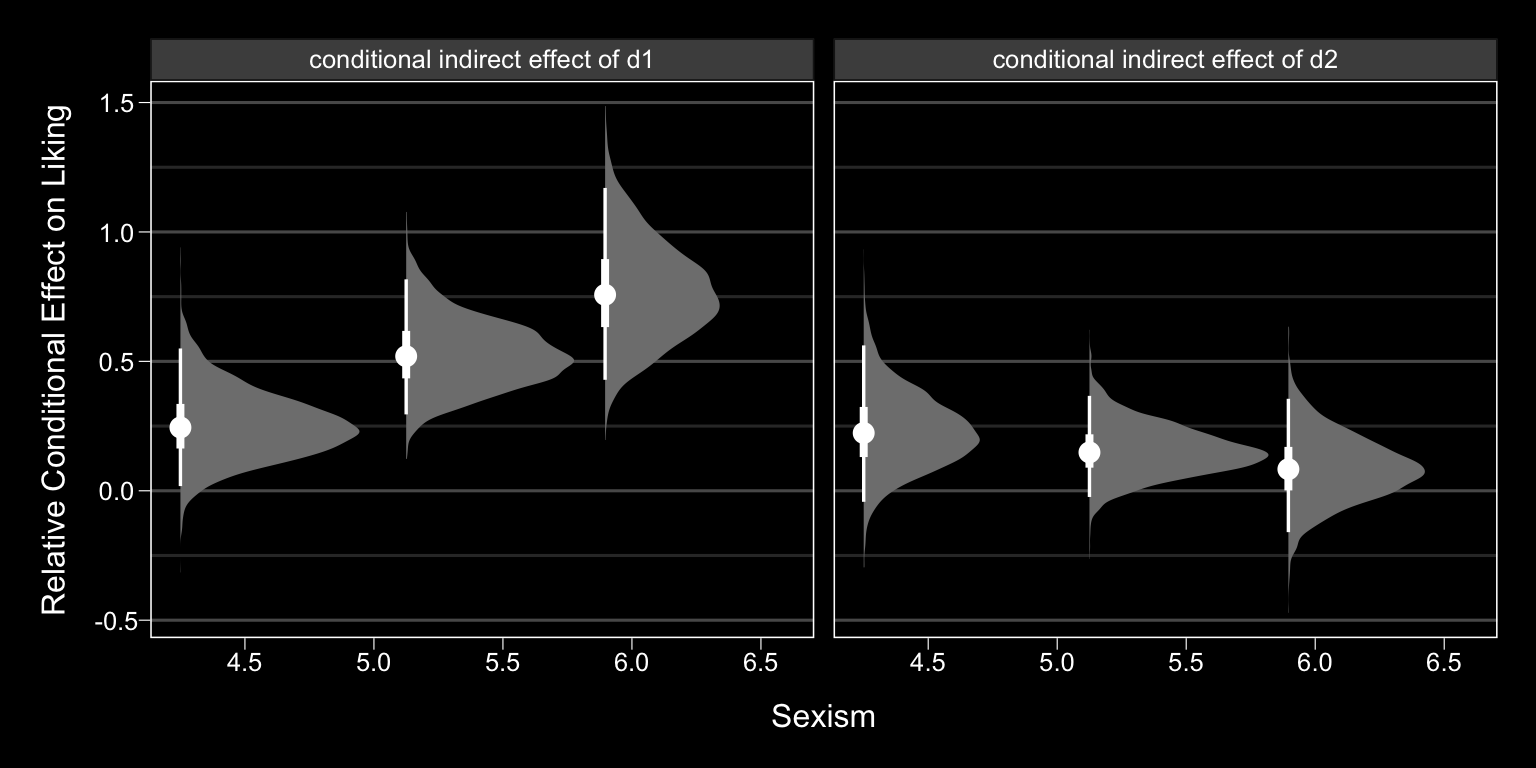 conditional indirect effect of d1
conditional indirect effect of d2
Relative Conditional Effect on Liking
1.5
1.0
0.5
0.0
-0.5
4.5 5.0 5.5 6.0 6.5
4.5 5.0 5.5 6.0 6.5
Sexism